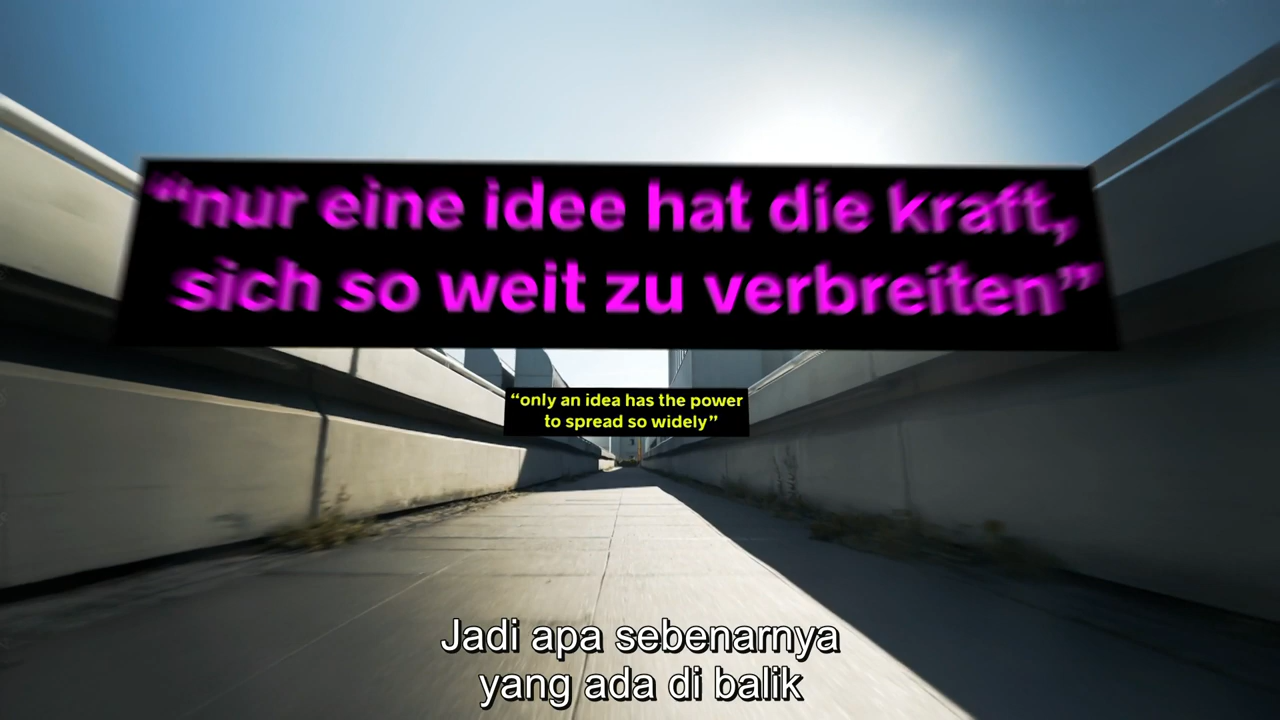 “nur eine idee hat die kraft,
sich so weit zu verbreiten”
“only an idea has the power
to spread so widely”
Jadi apa sebenarnya
yang ada di balik